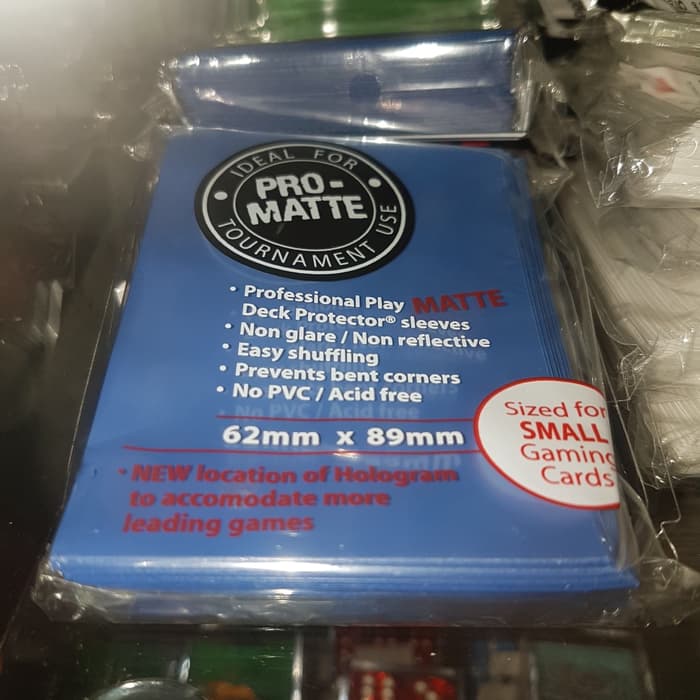 IDEAL FOR
PRO-
MATTE
TOURNAMENT USE
• Professional Play MATTE
Deck Protector® sleeves
• Non glare / Non reflective
• Easy shuffling
• Prevents bent corners
• No PVC / Acid free
62mm x 89mm
Sized for
SMALL
Gaming
Cards
• NEW location of Hologram
to accomodate more
leading games